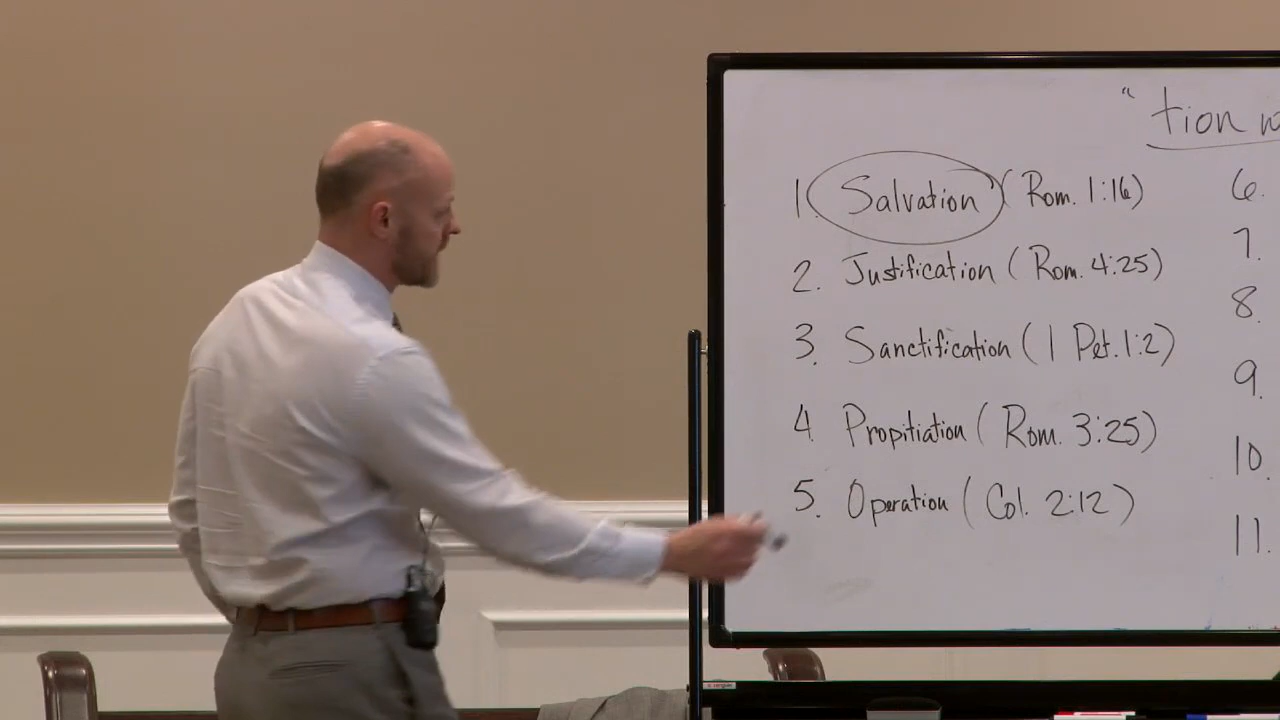 " tion
1. Salvation (Rom. 1:16)
2. Justification (Rom. 4:25)
3. Sanctification (1 Pet. 1:2)
4. Propitiation (Rom. 3:25)
5. Operation (Col. 2:12)
6.
7.
8.
9.
10.
11.